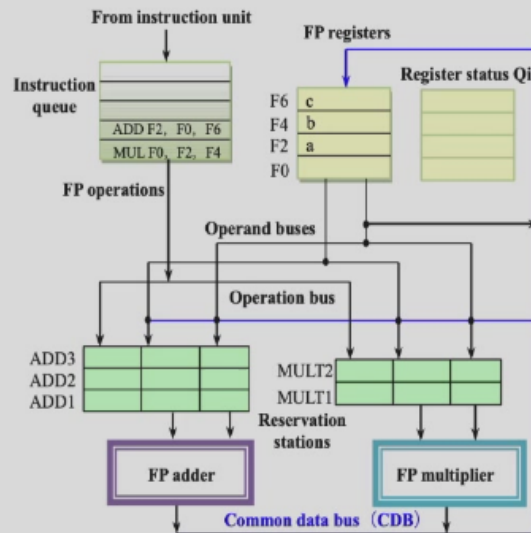 From instruction unit
FP registers
Instruction
queue
Register status Qi
ADD F2, F0, F6
MUL F0, F2, F4
F6 c
F4 b
F2 a
F0
FP operations
Operand buses
Operation bus
ADD3
ADD2
ADD1
MULT2
MULT1
Reservation
stations
FP adder
FP multiplier
Common data bus (CDB)